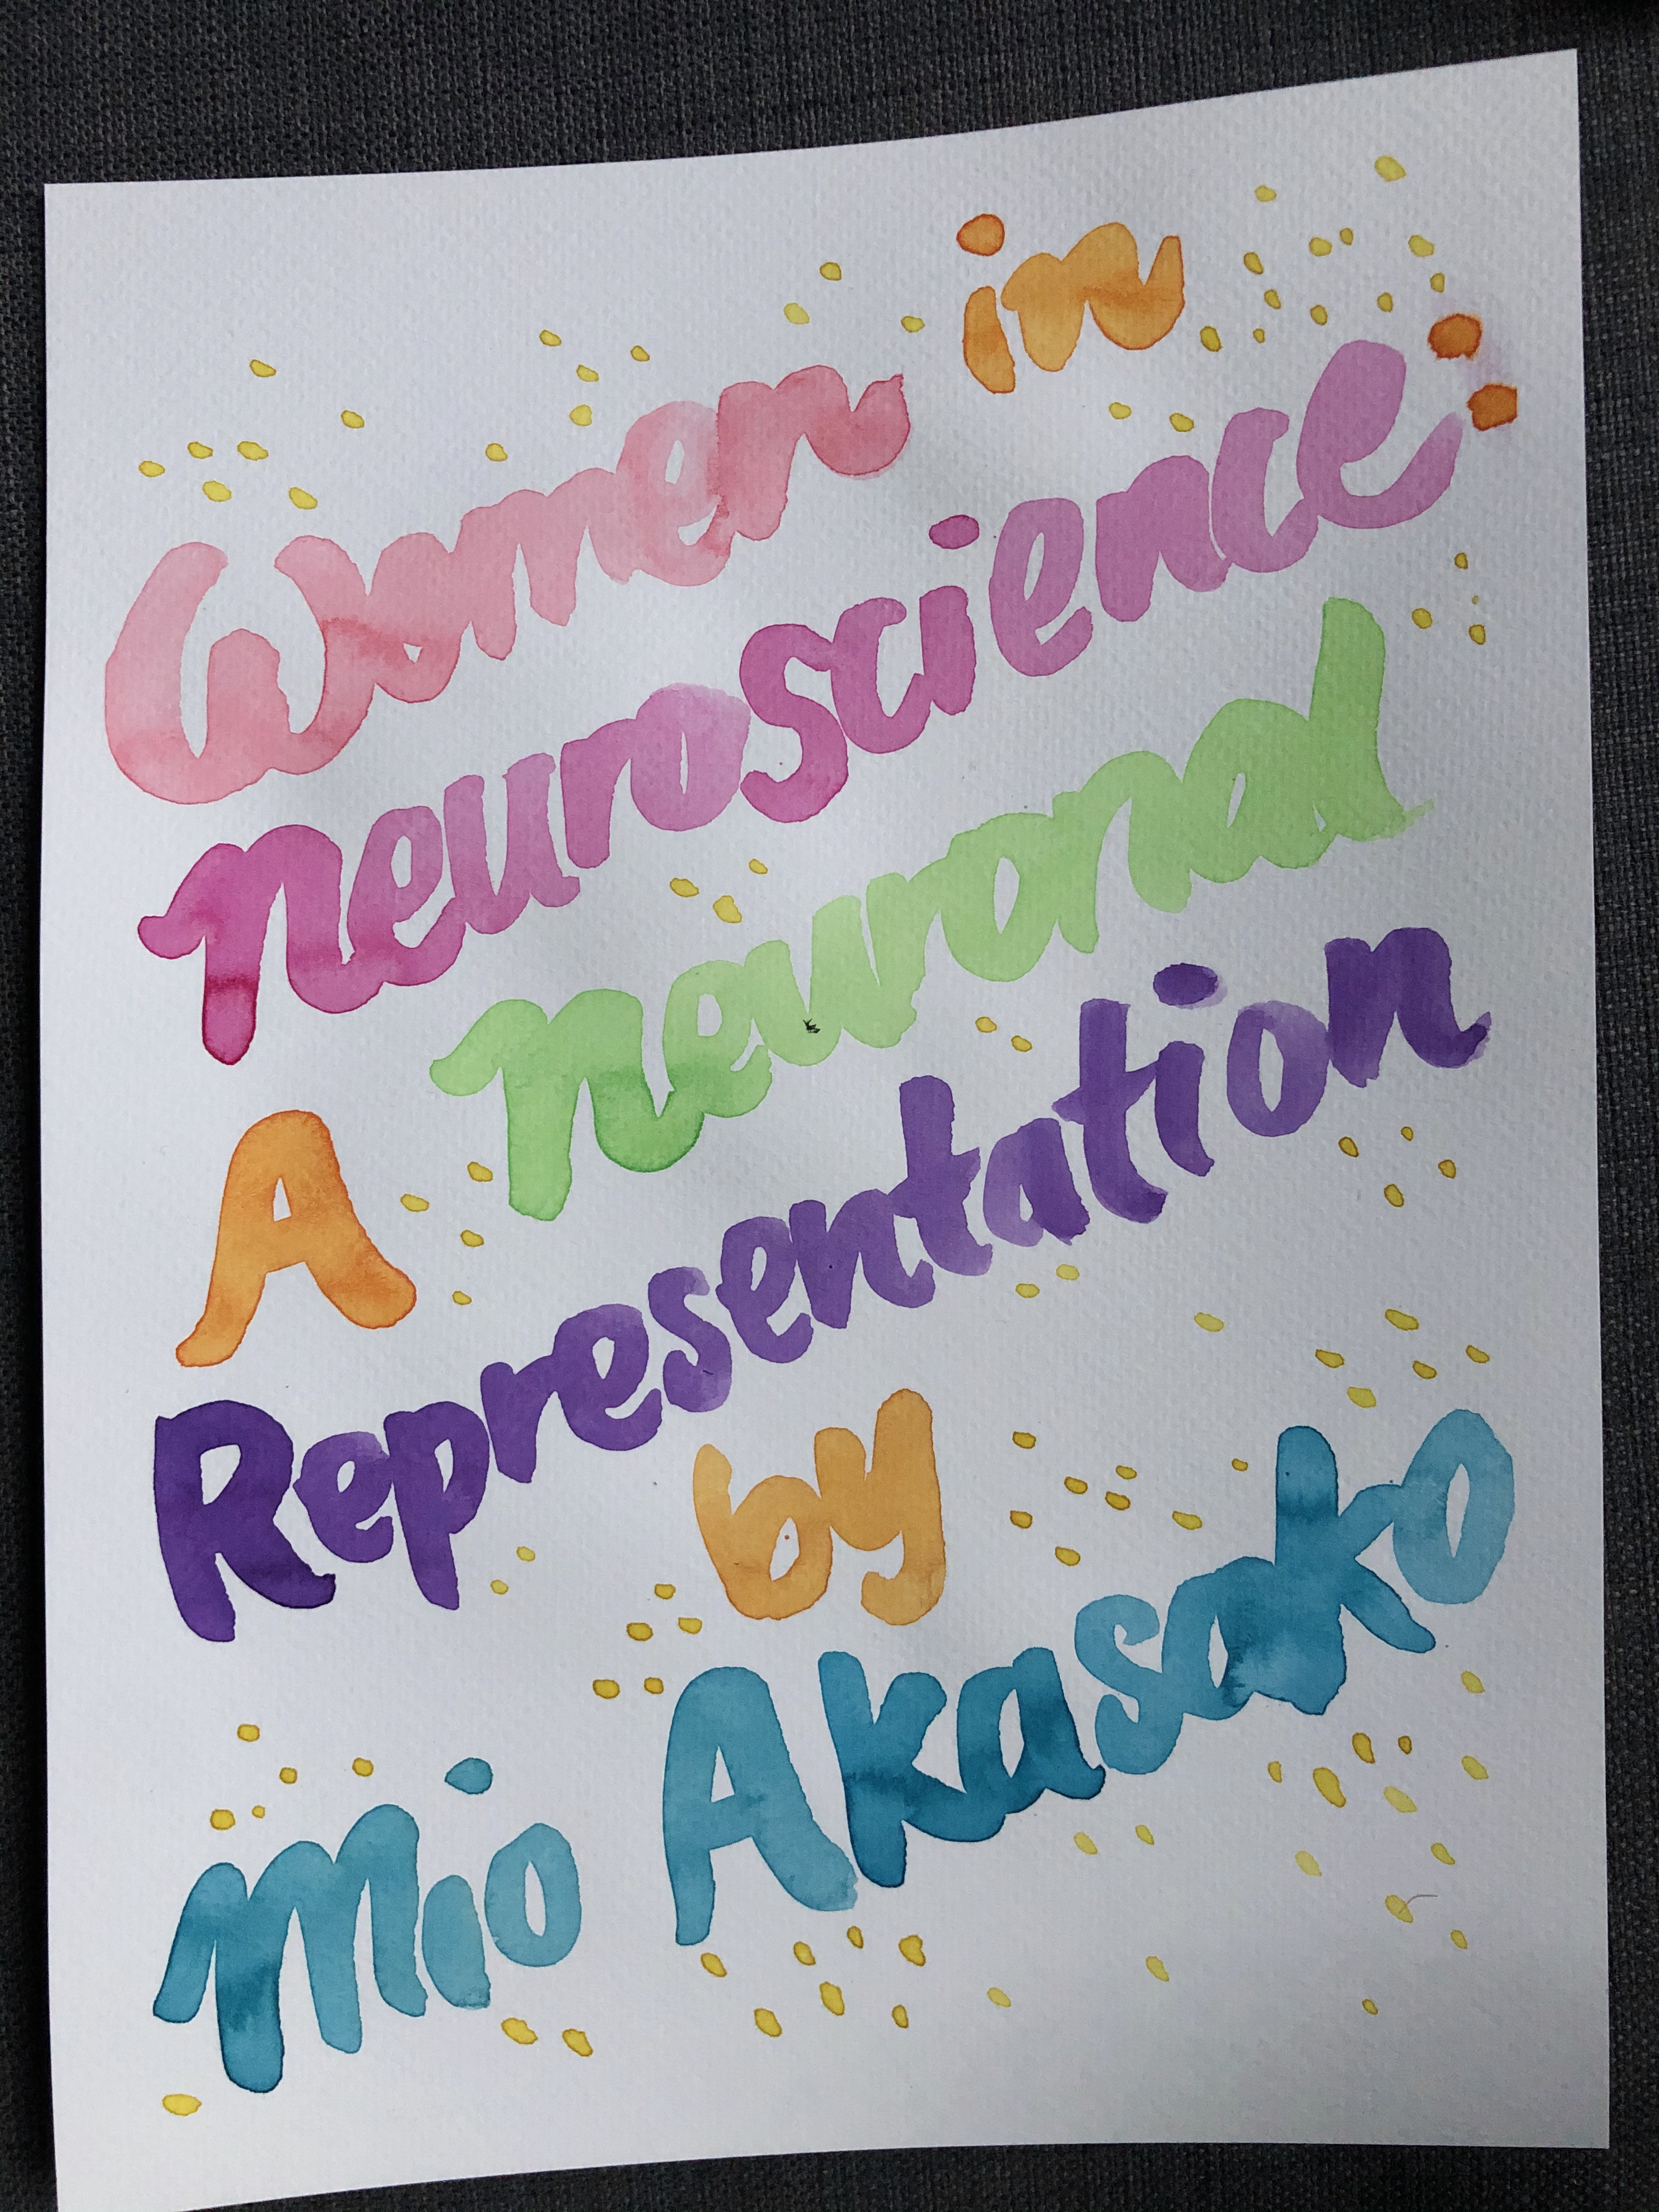 Women in
neuroscience:
A neuronal
Representation
by
Mio Akasako